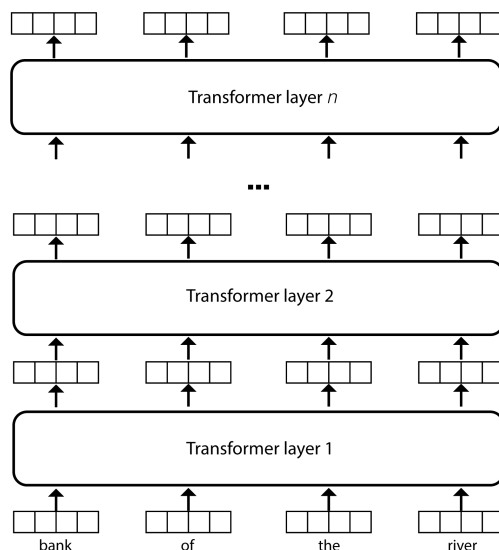 Transformer layer n
...
Transformer layer 2
Transformer layer 1
bank of the river